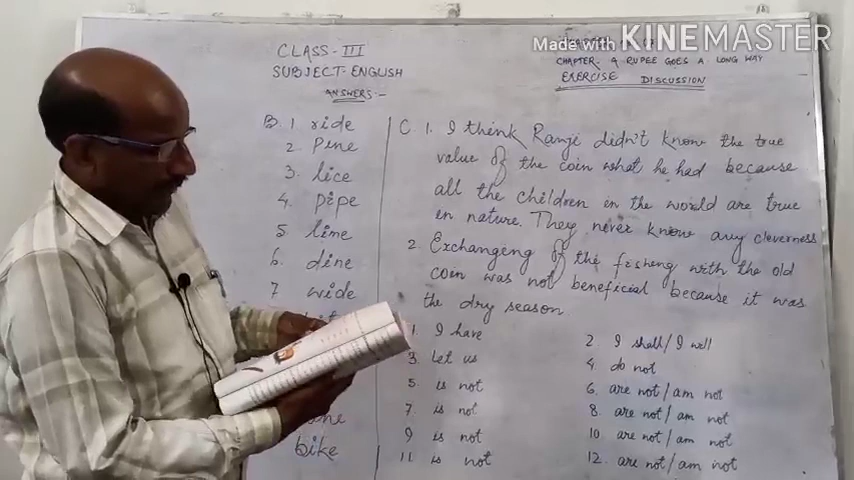 Made with KINEMASTER
CLASS - III
SUBJECT - ENGLISH
CHAPTER- A RUPEE GOES A LONG WAY
EXERCISE DISCUSSION
ANSWERS :-
B. 1 ride
2 Pine
3. lice
4. pipe
5 lime
6. dine
7 wide
bike
C. 1. I think Ranji didn't know the true
value of the coin what he had because
all the children in the world are true
in nature. They never know any cleverness
2. Exchanging of the fishing with the old
coin was not beneficial because it was
the dry season.
1. I have
2 I shall / I will
3. Let us
4. do not
5 is not
6. are not / am not
7. is not
8. are not / am not
9 is not
10 are not / am not
11 is not
12. are not / am not